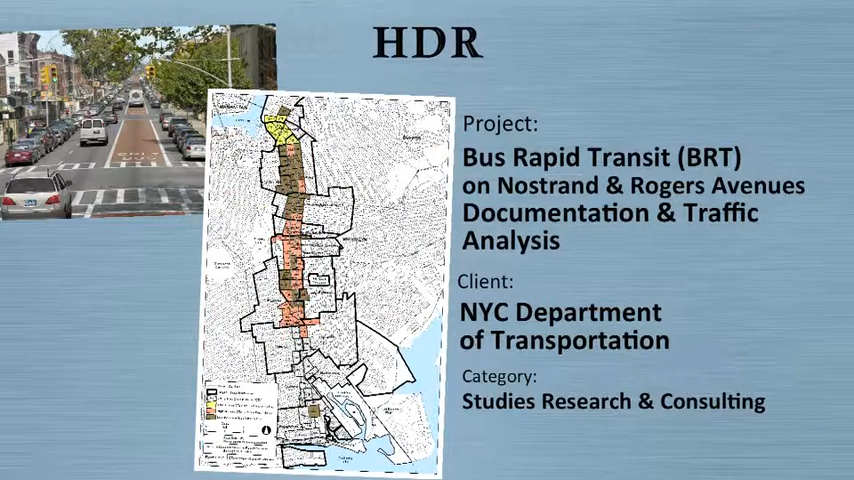 HDR
Project:
Bus Rapid Transit (BRT)
on Nostrand & Rogers Avenues
Documentation & Traffic
Analysis
Client:
NYC Department
of Transportation
Category:
Studies Research & Consulting